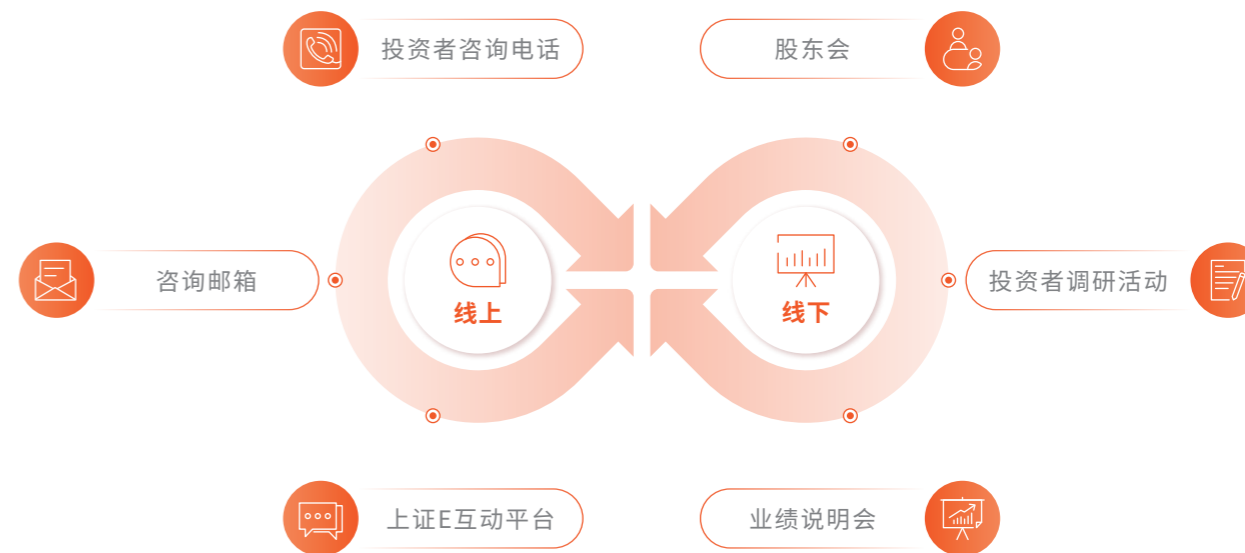 投资者咨询电话
股东会
咨询邮箱
线上
线下
投资者调研活动
上证E互动平台
业绩说明会